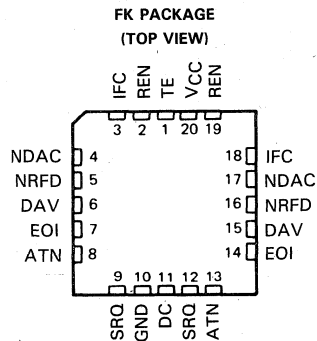 FK PACKAGE
(TOP VIEW)
IFC REN TE VCC REN
3 2 1 20 19
NDAC 4 18 IFC
NRFD 5 17 NDAC
DAV 6 16 NRFD
EOI 7 15 DAV
ATN 8 14 EOI
9 10 11 12 13
SRQ GND DC SRQ ATN